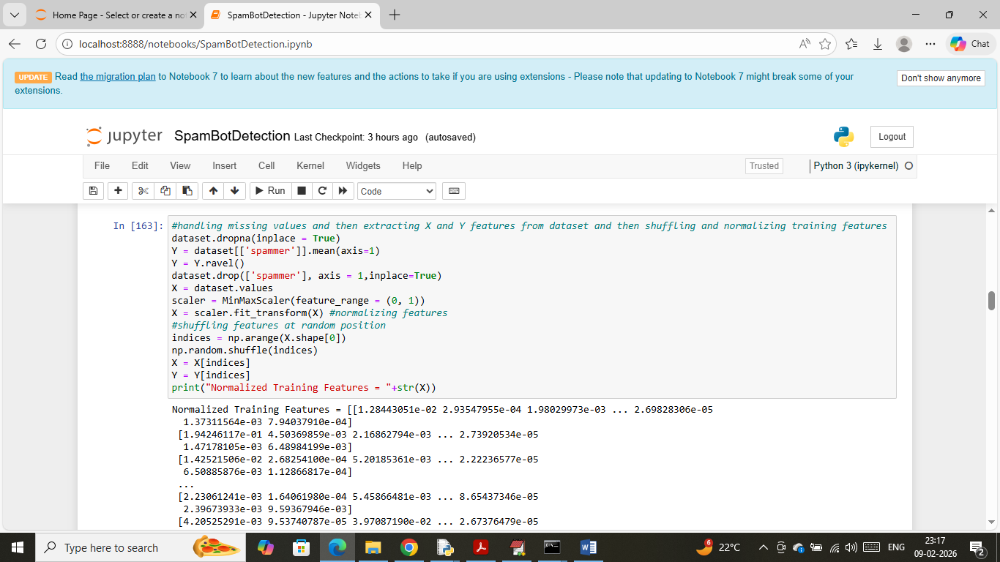 Home Page - Select or create a no
SpamBotDetection - Jupyter Noteb
localhost:8888/notebooks/SpamBotDetection.ipynb
Chat
UPDATE Read the migration plan to Notebook 7 to learn about the new features and the actions to take if you are using extensions - Please note that updating to Notebook 7 might break some of your
extensions.
Don't show anymore
jupyter SpamBotDetection Last Checkpoint: 3 hours ago (autosaved)
Logout
File Edit View Insert Cell Kernel Widgets Help
Trusted
Python 3 (ipykernel)
Run
Code
In [163]:
#handling missing values and then extracting X and Y features from dataset and then shuffling and normalizing training features
dataset.dropna(inplace = True)
Y = dataset[['spammer']].mean(axis=1)
Y = Y.ravel()
dataset.drop(['spammer'], axis = 1,inplace=True)
X = dataset.values
scaler = MinMaxScaler(feature_range = (0, 1))
X = scaler.fit_transform(X) #normalizing features
#shuffling features at random position
indices = np.arange(X.shape[0])
np.random.shuffle(indices)
X = X[indices]
Y = Y[indices]
print("Normalized Training Features = "+str(X))
Normalized Training Features = [[1.28443051e-02 2.93547955e-04 1.98029973e-03 ... 2.69828306e-05
1.37311564e-03 7.94037910e-04]
[1.94246117e-01 4.50369859e-03 2.16862794e-03 ... 2.73920534e-05
1.47178105e-03 6.48984199e-03]
[1.42521506e-02 2.68254100e-04 5.20185361e-03 ... 2.22236577e-05
6.50885876e-03 1.12866817e-04]
...
[2.23061241e-03 1.64061980e-04 5.45866481e-03 ... 8.65437346e-05
2.39673933e-03 9.59367946e-03]
[4.20525291e-03 9.53740787e-05 3.97087190e-02 ... 2.67376479e-05
Type here to search
6
22°C
ENG
23:17
09-02-2026
2